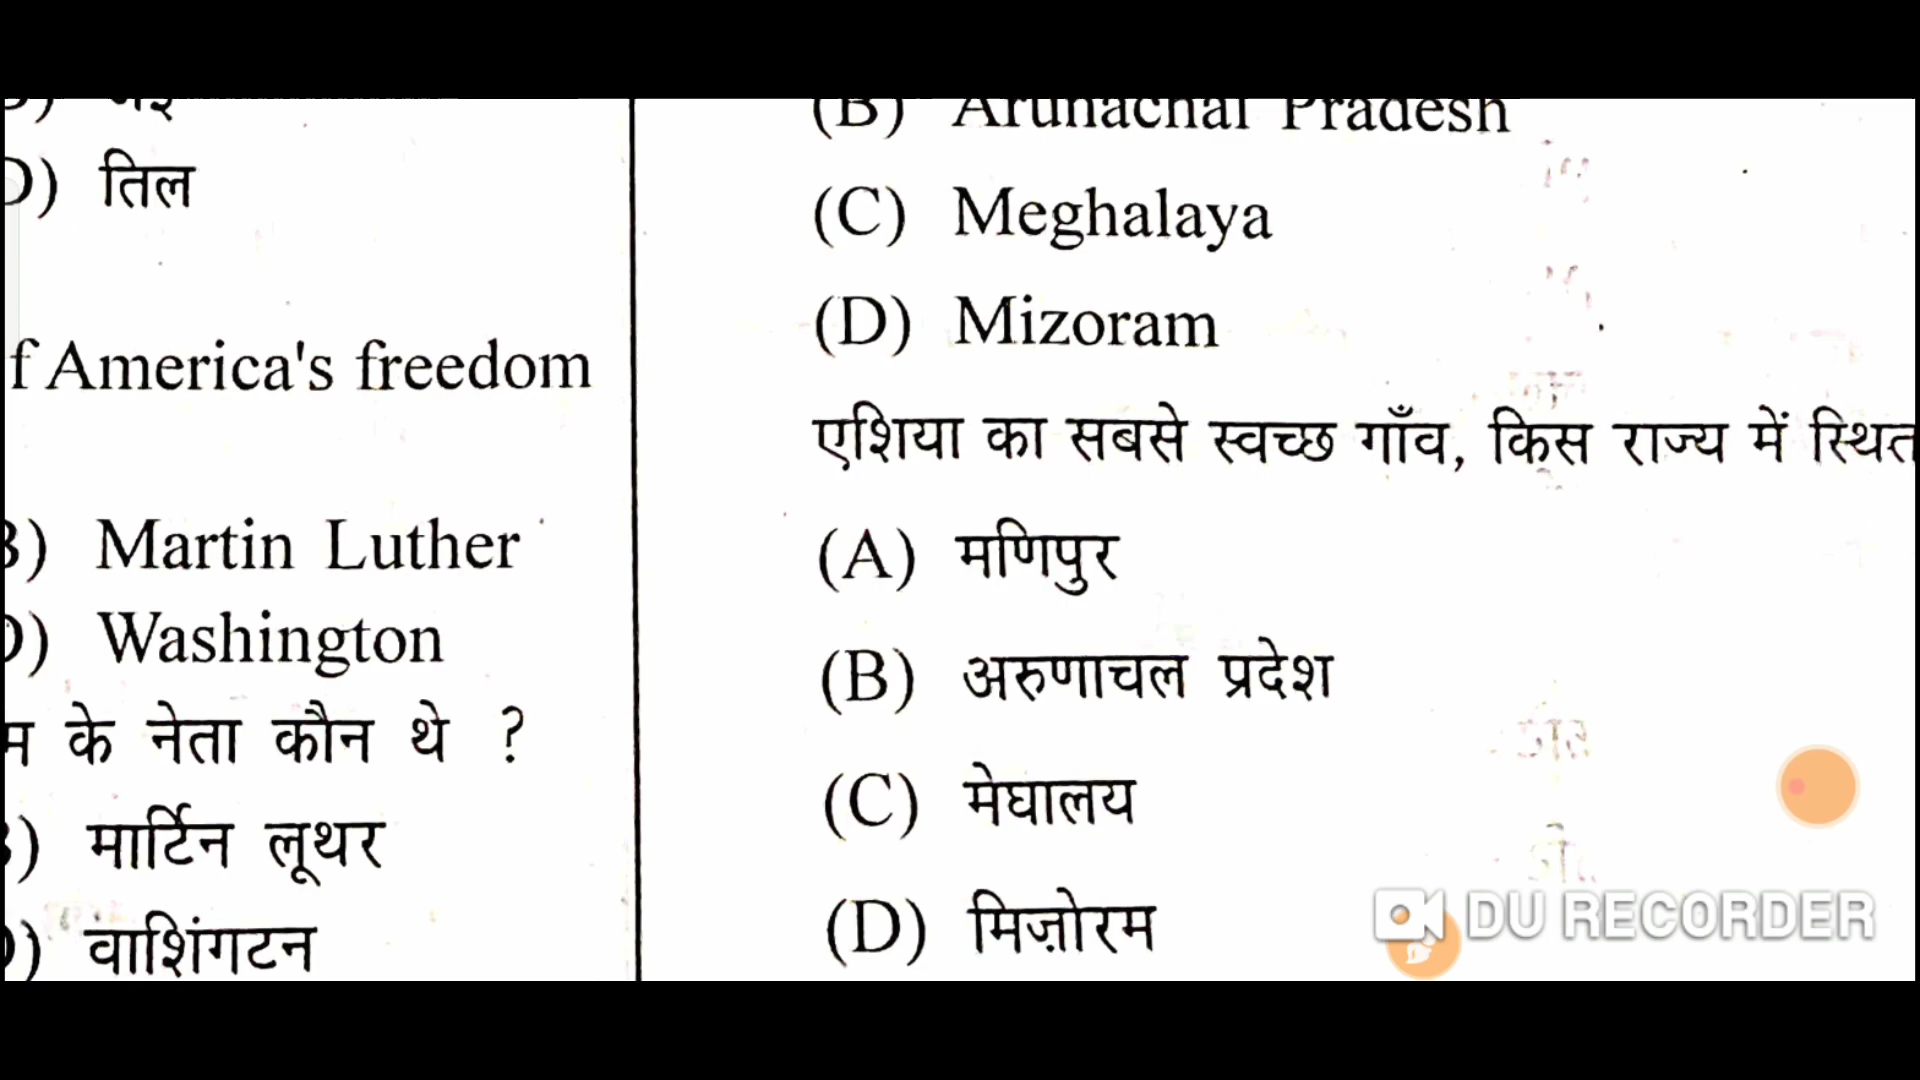 D) तिल
f America's freedom
B) Martin Luther
D) Washington
म के नेता कौन थे ?
B) मार्टिन लूथर
D) वाशिंगटन
(B) Arunachal Pradesh
(C) Meghalaya
(D) Mizoram
एशिया का सबसे स्वच्छ गाँव, किस राज्य में स्थित
(A) मणिपुर
(B) अरुणाचल प्रदेश
(C) मेघालय
(D) मिज़ोरम
DU RECORDER